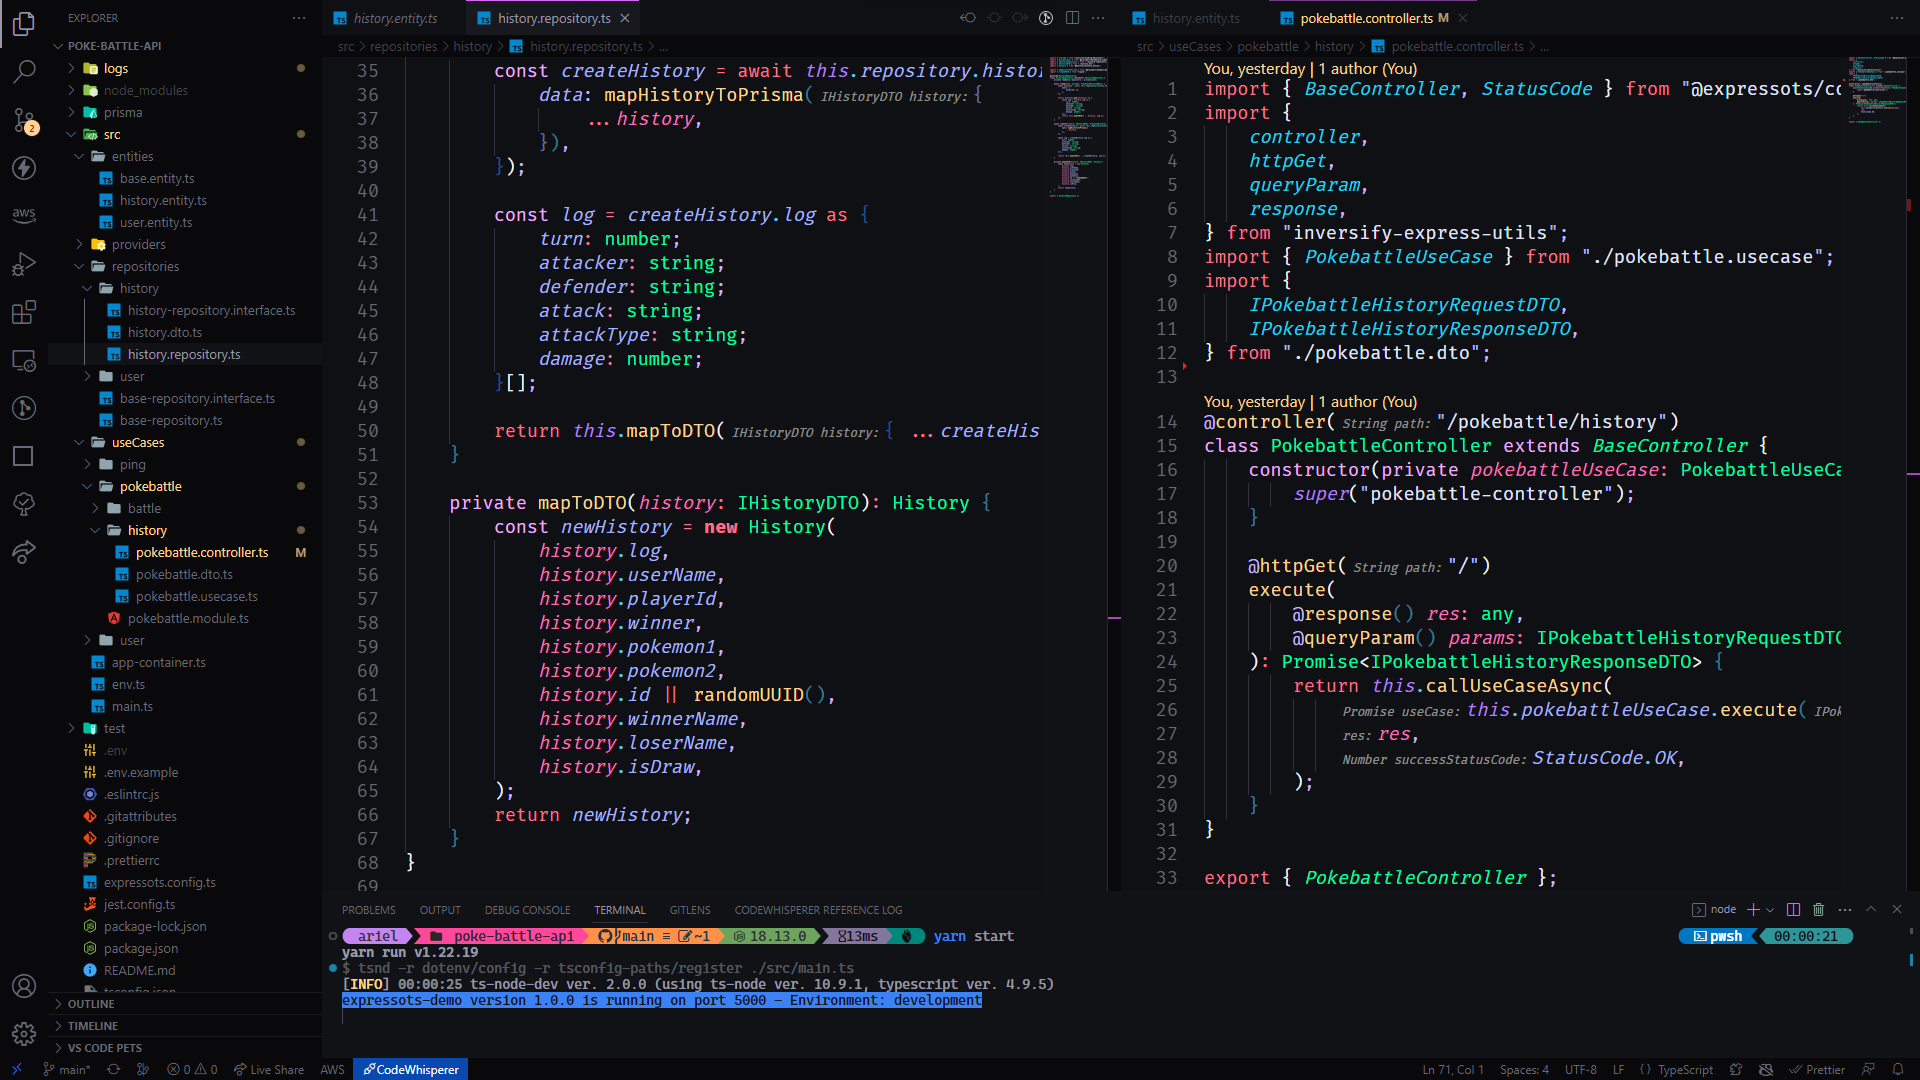 EXPLORER
POKE-BATTLE-API
logs
node_modules
prisma
src
entities
base.entity.ts
history.entity.ts
user.entity.ts
providers
repositories
history
history-repository.interface.ts
history.dto.ts
history.repository.ts
user
base-repository.interface.ts
base-repository.ts
useCases
ping
pokebattle
battle
history
pokebattle.controller.ts M
pokebattle.dto.ts
pokebattle.usecase.ts
pokebattle.module.ts
user
app-container.ts
env.ts
main.ts
test
.env
.env.example
.eslintrc.js
.gitattributes
.gitignore
.prettierrc
expressots.config.ts
jest.config.ts
package-lock.json
package.json
README.md
tsconfig.json
OUTLINE
TIMELINE
VS CODE PETS
2
aws
history.entity.ts
history.repository.ts
src > repositories > history > history.repository.ts > ...
35 const createHistory = await this.repository.histo
36 data: mapHistoryToPrisma( IHistoryDTO history: {
37 ...history,
38 }),
39 });
40
41 const log = createHistory.log as {
42 turn: number;
43 attacker: string;
44 defender: string;
45 attack: string;
46 attackType: string;
47 damage: number;
48 }[];
49
50 return this.mapToDTO( IHistoryDTO history: { ...createHis
51 }
52
53 private mapToDTO(history: IHistoryDTO): History {
54 const newHistory = new History(
55 history.log,
56 history.userName,
57 history.playerId,
58 history.winner,
59 history.pokemon1,
60 history.pokemon2,
61 history.id || randomUUID(),
62 history.winnerName,
63 history.loserName,
64 history.isDraw,
65 );
66 return newHistory;
67 }
68 }
69
history.entity.ts
pokebattle.controller.ts M
src > useCases > pokebattle > history > pokebattle.controller.ts > ...
You, yesterday | 1 author (You)
1 import { BaseController, StatusCode } from "@expressots/co
2 import {
3 controller,
4 httpGet,
5 queryParam,
6 response,
7 } from "inversify-express-utils";
8 import { PokebattleUseCase } from "./pokebattle.usecase";
9 import {
10 IPokebattleHistoryRequestDTO,
11 IPokebattleHistoryResponseDTO,
12 } from "./pokebattle.dto";
13
You, yesterday | 1 author (You)
14 @controller( String path: "/pokebattle/history")
15 class PokebattleController extends BaseController {
16 constructor(private pokebattleUseCase: PokebattleUseCa
17 super("pokebattle-controller");
18 }
19
20 @httpGet( String path: "/")
21 execute(
22 @response() res: any,
23 @queryParam() params: IPokebattleHistoryRequestDTO
24 ): Promise<IPokebattleHistoryResponseDTO> {
25 return this.callUseCaseAsync(
26 Promise useCase: this.pokebattleUseCase.execute( IPok
27 res: res,
28 Number successStatusCode: StatusCode.OK,
29 );
30 }
31 }
32
33 export { PokebattleController };
PROBLEMS OUTPUT DEBUG CONSOLE TERMINAL GITLENS CODEWHISPERER REFERENCE LOG
node
ariel poke-battle-api main ≡ ~1 18.13.0 13ms yarn start
pwsh 00:00:21
yarn run v1.22.19
$ tsnd -r dotenv/config -r tsconfig-paths/register ./src/main.ts
[INFO] 00:00:25 ts-node-dev ver. 2.0.0 (using ts-node ver. 10.9.1, typescript ver. 4.9.5)
expressots-demo version 1.0.0 is running on port 5000 - Environment: development
main* 0 0 Live Share AWS CodeWhisperer
Ln 71, Col 1 Spaces: 4 UTF-8 LF { } TypeScript Prettier